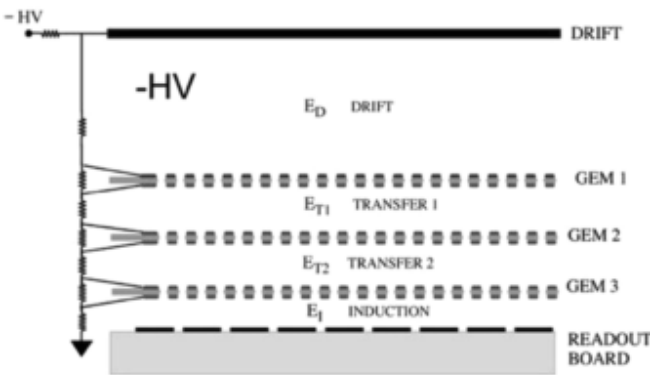 - HV
DRIFT
-HV
E_D DRIFT
GEM 1
E_T1 TRANSFER 1
GEM 2
E_T2 TRANSFER 2
GEM 3
E_I INDUCTION
READOUT
BOARD